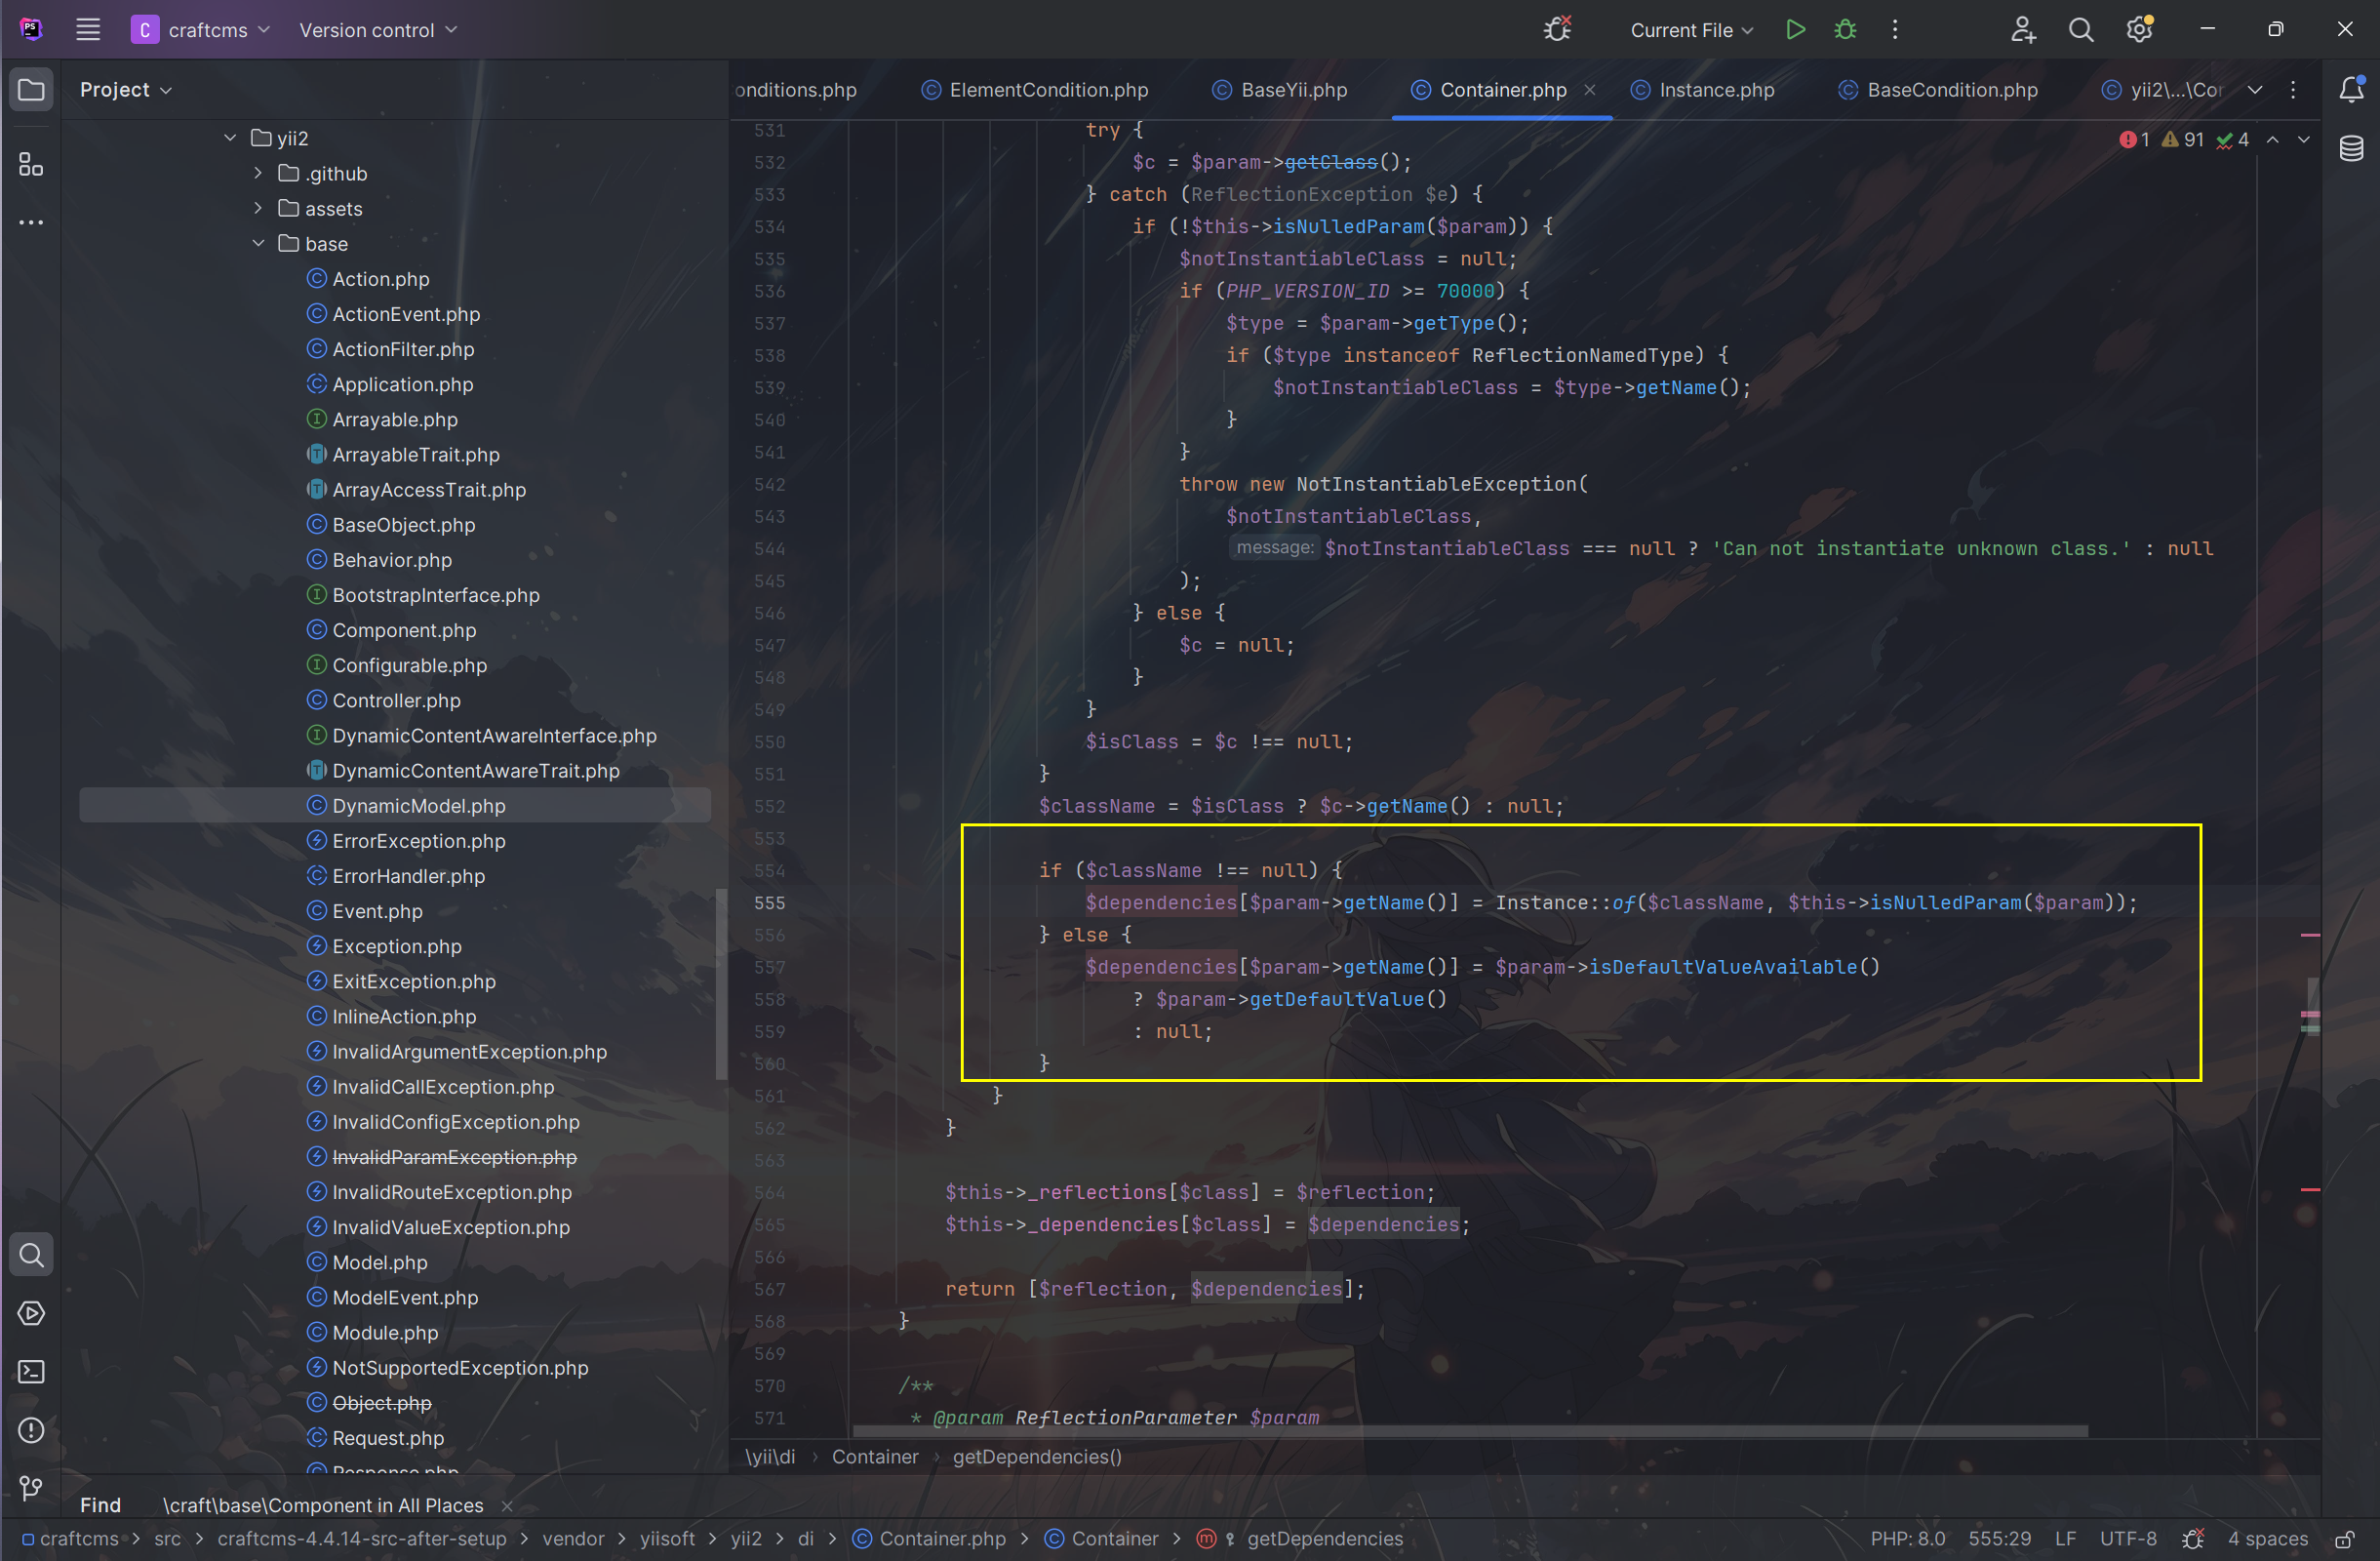 PS
C craftcms Version control Current File
Project
onditions.php ElementCondition.php BaseYii.php Container.php Instance.php BaseCondition.php yii2\...\Cor
1 91 4
yii2
.github
assets
base
Action.php
ActionEvent.php
ActionFilter.php
Application.php
Arrayable.php
ArrayableTrait.php
ArrayAccessTrait.php
BaseObject.php
Behavior.php
BootstrapInterface.php
Component.php
Configurable.php
Controller.php
DynamicContentAwareInterface.php
DynamicContentAwareTrait.php
DynamicModel.php
ErrorException.php
ErrorHandler.php
Event.php
Exception.php
ExitException.php
InlineAction.php
InvalidArgumentException.php
InvalidCallException.php
InvalidConfigException.php
InvalidParamException.php
InvalidRouteException.php
InvalidValueException.php
Model.php
ModelEvent.php
Module.php
NotSupportedException.php
Object.php
Request.php
Response.php
531 try {
532 $c = $param->getClass();
533 } catch (ReflectionException $e) {
534 if (!$this->isNulledParam($param)) {
535 $notInstantiableClass = null;
536 if (PHP_VERSION_ID >= 70000) {
537 $type = $param->getType();
538 if ($type instanceof ReflectionNamedType) {
539 $notInstantiableClass = $type->getName();
540 }
541 }
542 throw new NotInstantiableException(
543 $notInstantiableClass,
544 message: $notInstantiableClass === null ? 'Can not instantiate unknown class.' : null
545 );
546 } else {
547 $c = null;
548 }
549 }
550 $isClass = $c !== null;
551 }
552 $className = $isClass ? $c->getName() : null;
553
554 if ($className !== null) {
555 $dependencies[$param->getName()] = Instance::of($className, $this->isNulledParam($param));
556 } else {
557 $dependencies[$param->getName()] = $param->isDefaultValueAvailable()
558 ? $param->getDefaultValue()
559 : null;
560 }
561 }
562 }
563
564 $this->_reflections[$class] = $reflection;
565 $this->_dependencies[$class] = $dependencies;
566
567 return [$reflection, $dependencies];
568 }
569
570 /**
571 * @param ReflectionParameter $param
\yii\di › Container › getDependencies()
Find \craft\base\Component in All Places
craftcms > src > craftcms-4.4.14-src-after-setup > vendor > yiisoft > yii2 > di > Container.php > Container > m getDependencies PHP: 8.0 555:29 LF UTF-8 4 spaces